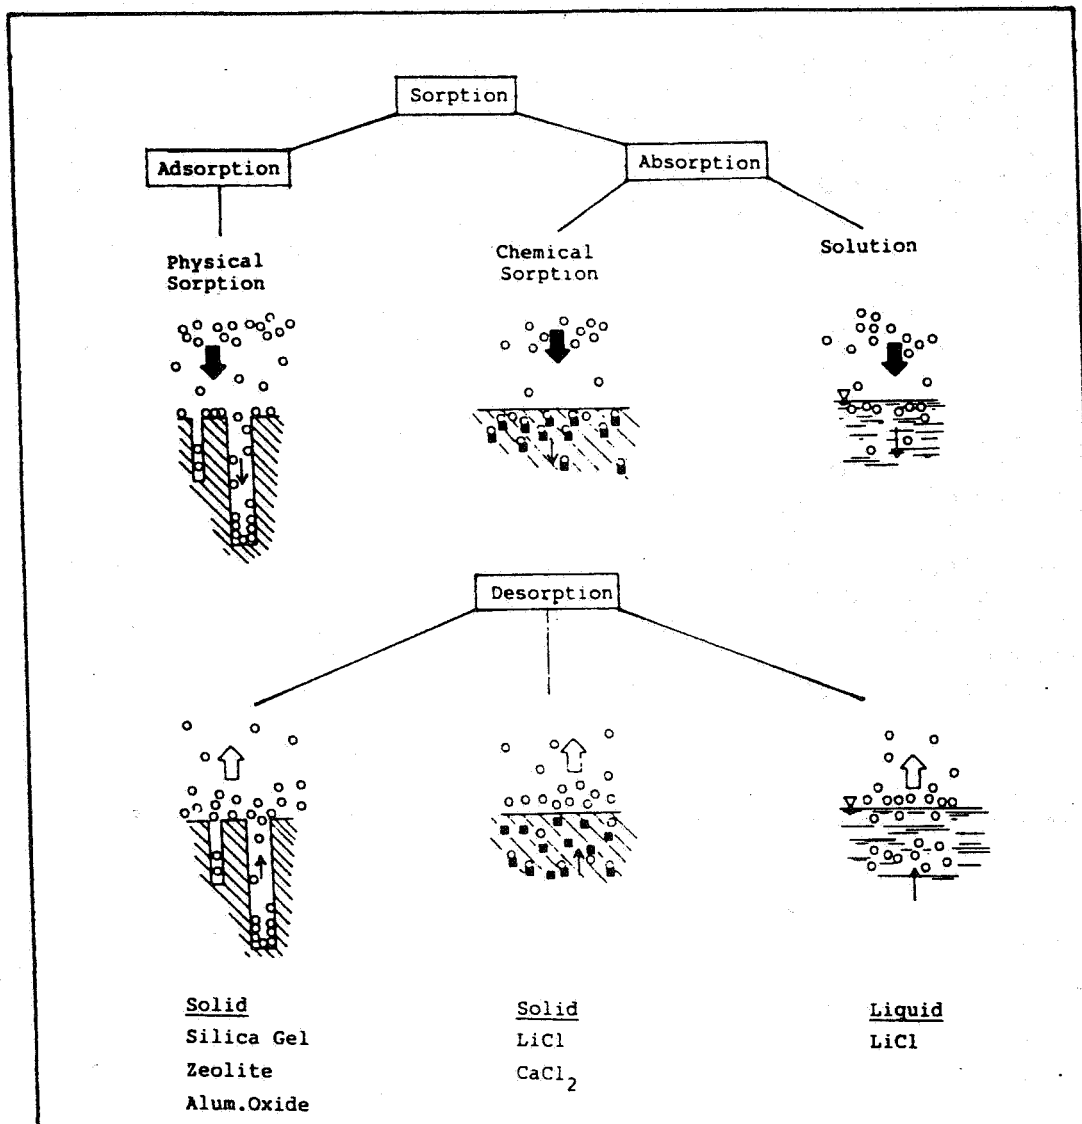 Sorption
Adsorption
Absorption
Physical
Sorption
Chemical
Sorption
Solution
Desorption
Solid
Silica Gel
Zeolite
Alum.Oxide
Solid
LiCl
CaCl2
Liquid
LiCl